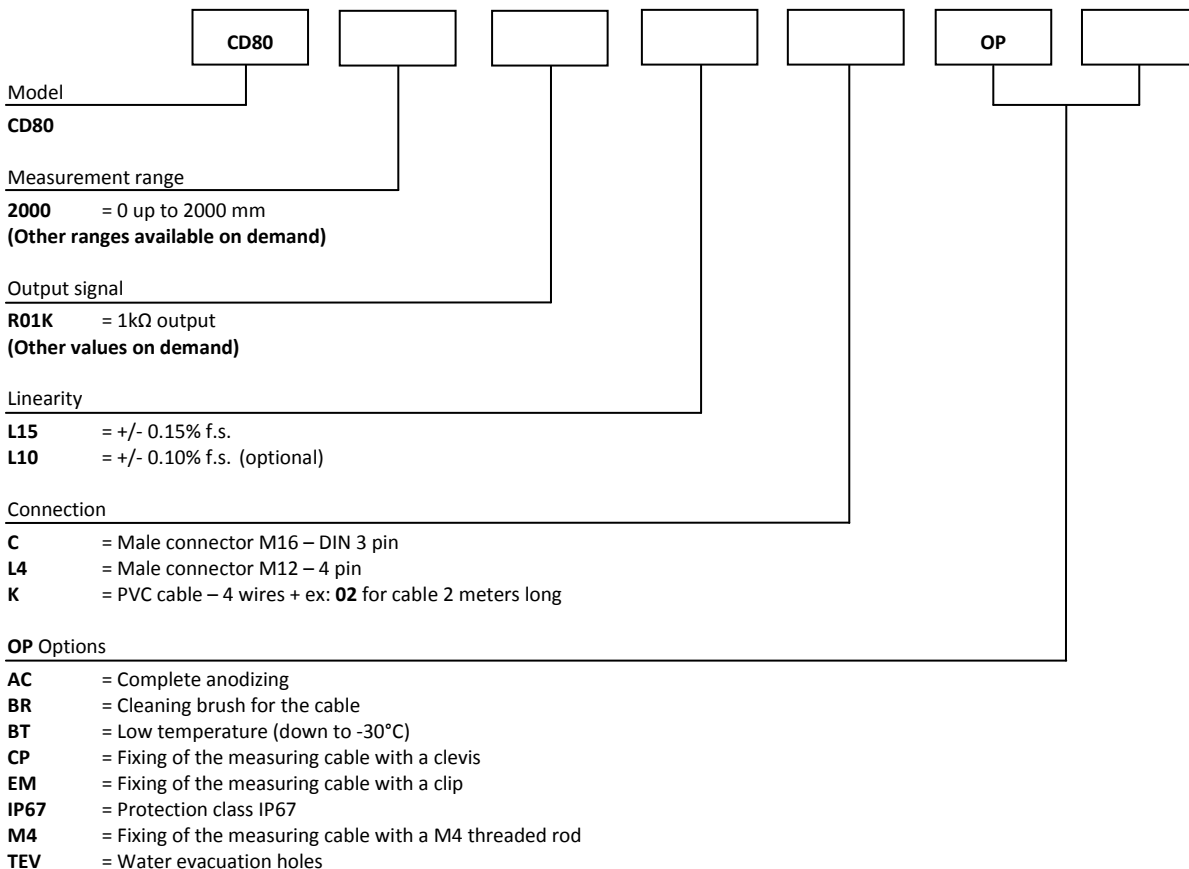 CD80 OP
Model
CD80
Measurement range
2000 = 0 up to 2000 mm
(Other ranges available on demand)
Output signal
R01K = 1kΩ output
(Other values on demand)
Linearity
L15 = +/- 0.15% f.s.
L10 = +/- 0.10% f.s. (optional)
Connection
C = Male connector M16 – DIN 3 pin
L4 = Male connector M12 – 4 pin
K = PVC cable – 4 wires + ex: 02 for cable 2 meters long
OP Options
AC = Complete anodizing
BR = Cleaning brush for the cable
BT = Low temperature (down to -30°C)
CP = Fixing of the measuring cable with a clevis
EM = Fixing of the measuring cable with a clip
IP67 = Protection class IP67
M4 = Fixing of the measuring cable with a M4 threaded rod
TEV = Water evacuation holes